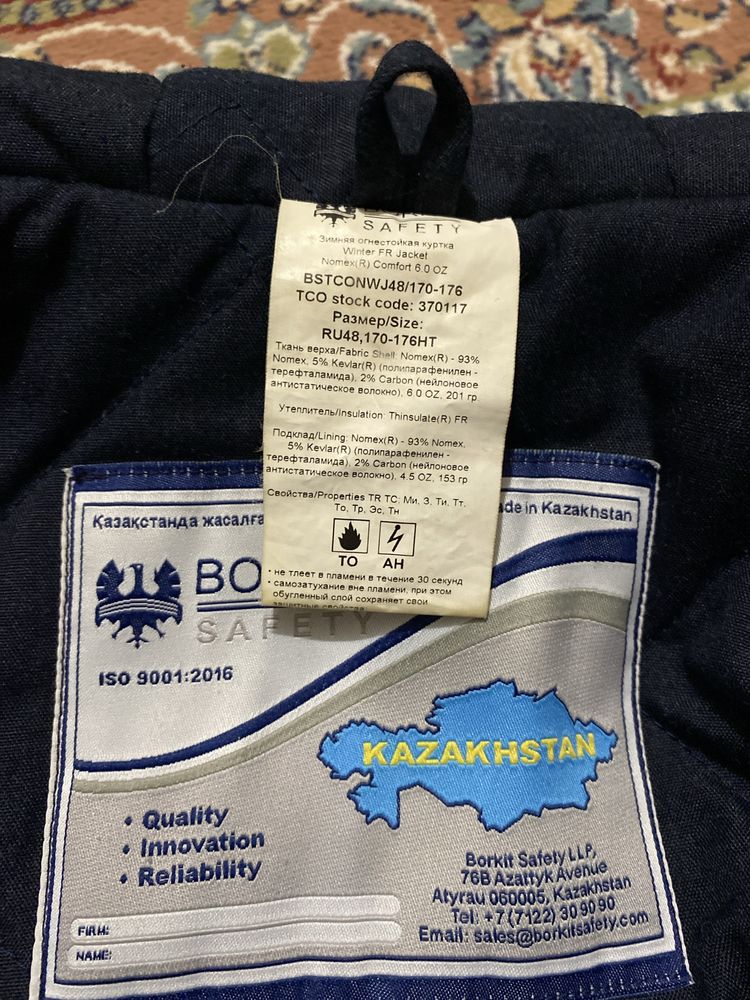 SAFETY
Зимняя огнестойкая куртка
Winter FR Jacket
Nomex(R) Comfort 6.0 OZ
BSTCONWJ48/170-176
TCO stock code: 370117
Размер/Size:
RU48,170-176HT
Ткань верха/Fabric Shell: Nomex(R) - 93%
Nomex, 5% Kevlar(R) (полипарафенилен -
терефталамида), 2% Carbon (нейлоновое
антистатическое волокно), 6.0 OZ, 201 гр.
Утеплитель/Insulation: Thinsulate(R) FR
Подклад/Lining: Nomex(R) - 93% Nomex,
5% Kevlar(R) (полипарафенилен -
терефталамида), 2% Carbon (нейлоновое
антистатическое волокно), 4.5 OZ, 153 гр
Свойства/Properties TR TC: Ми, З, Ти, Тт,
То, Тр, Эс, Тн
ТО АН
• не тлеет в пламени в течение 30 секунд
• самозатухание вне пламени, при этом
обугленный слой сохраняет свои
защитные свойства
Қазақстанда жасалға
ade in Kazakhstan
BO
SAFETY
ISO 9001:2016
KAZAKHSTAN
• Quality
• Innovation
• Reliability
Borkit Safety LLP,
76B Azattyk Avenue
Atyrau 060005, Kazakhstan
Tel: +7 (7122) 30 90 90
Email: sales@borkitsafety.com
FIRM:
NAME: